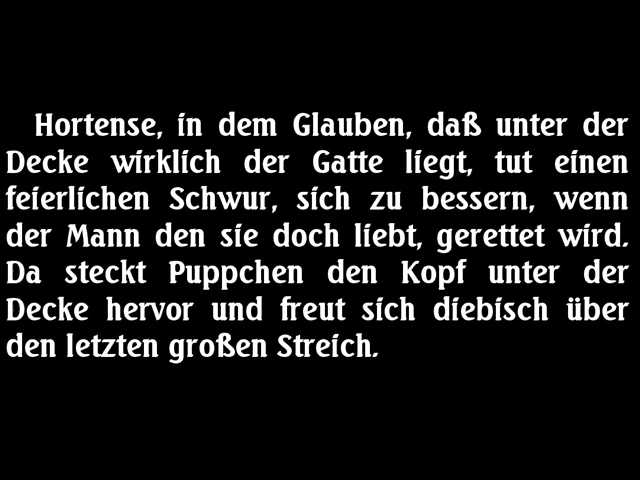 Hortense, in dem Glauben, daß unter der
Decke wirklich der Gatte liegt, tut einen
feierlichen Schwur, sich zu bessern, wenn
der Mann den sie doch liebt, gerettet wird.
Da steckt Puppchen den Kopf unter der
Decke hervor und freut sich diebisch über
den letzten großen Streich.